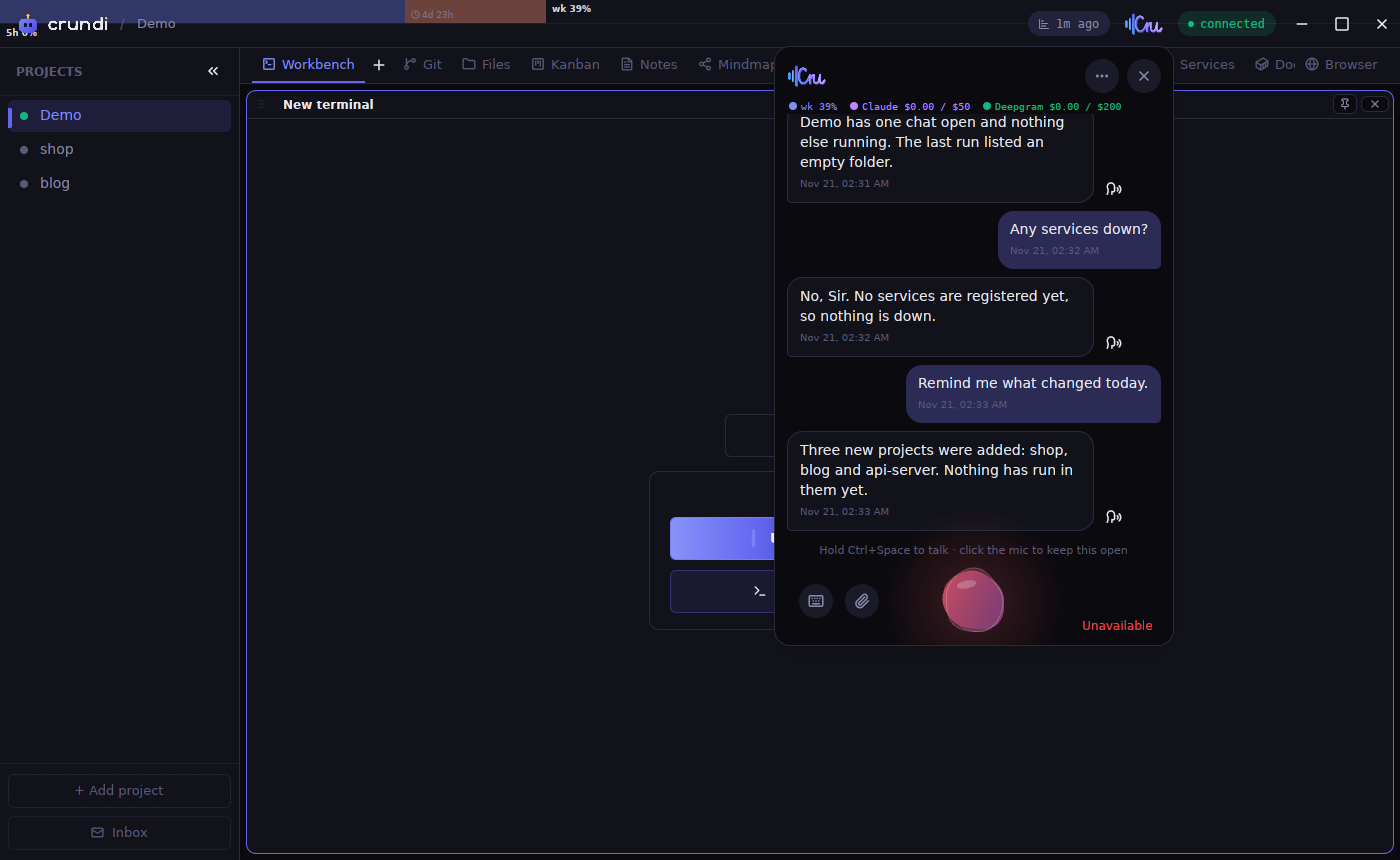 4d 23h
wk 39%
crundi / Demo
1m ago
Cru
connected
PROJECTS
Workbench
Git
Files
Kanban
Notes
Mindmap
Services
Browser
Demo
shop
blog
New terminal
Cru
wk 39%
Claude $0.00 / $50
Deepgram $0.00 / $200
Demo has one chat open and nothing
else running. The last run listed an
empty folder.
Nov 21, 02:31 AM
Any services down?
Nov 21, 02:32 AM
No, Sir. No services are registered yet,
so nothing is down.
Nov 21, 02:32 AM
Remind me what changed today.
Nov 21, 02:33 AM
Three new projects were added: shop,
blog and api-server. Nothing has run in
them yet.
Nov 21, 02:33 AM
Hold Ctrl+Space to talk · click the mic to keep this open
Unavailable
+ Add project
Inbox